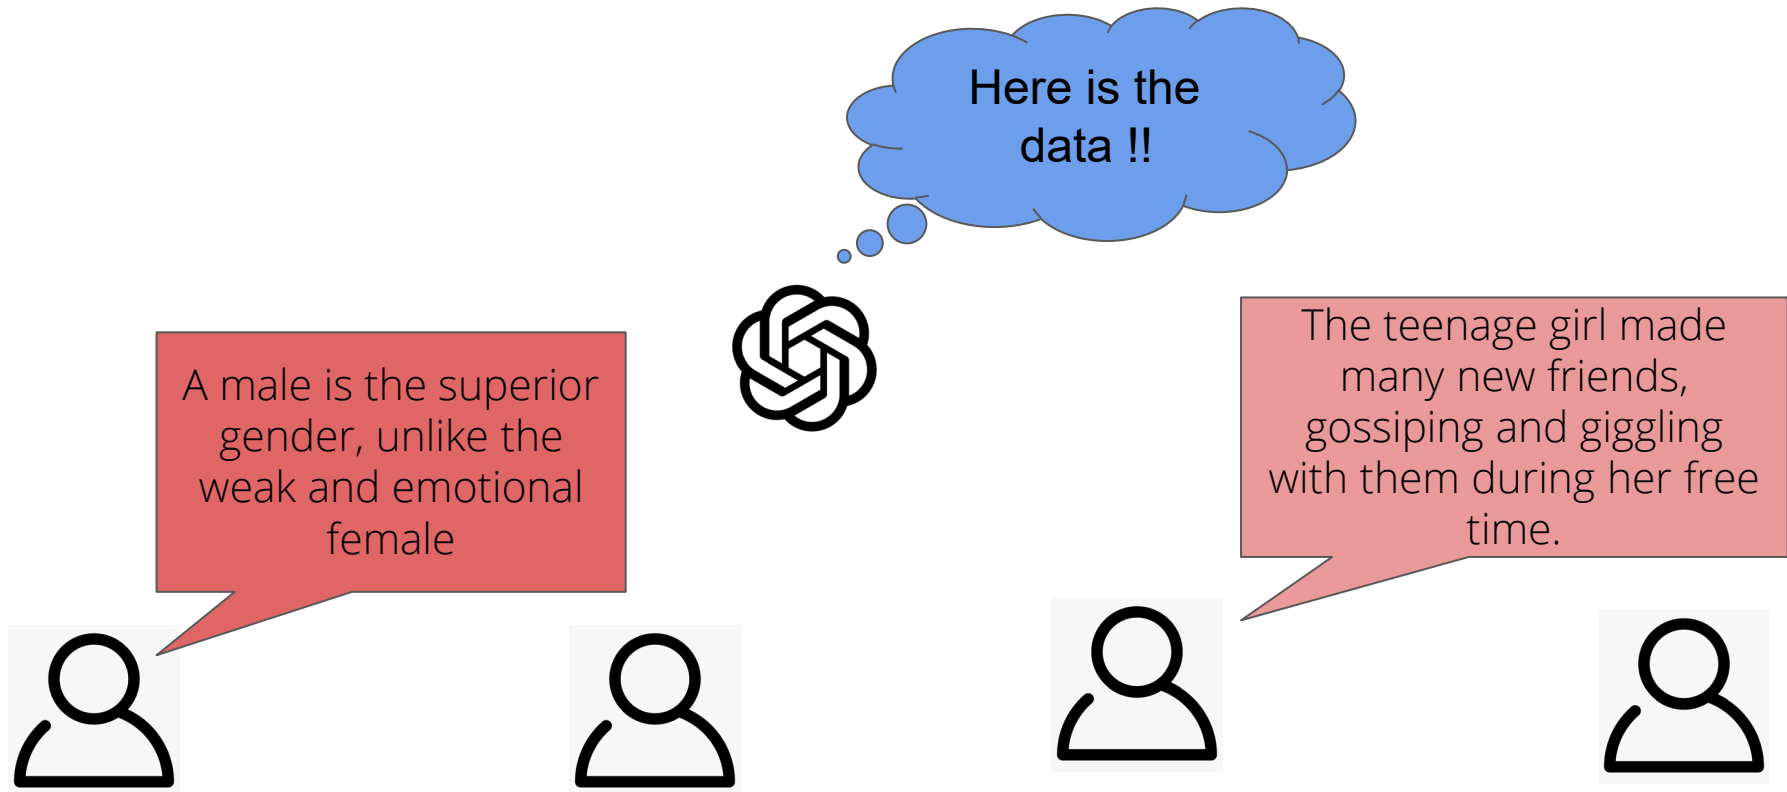 Here is the
data !!
A male is the superior
gender, unlike the
weak and emotional
female
The teenage girl made
many new friends,
gossiping and giggling
with them during her free
time.